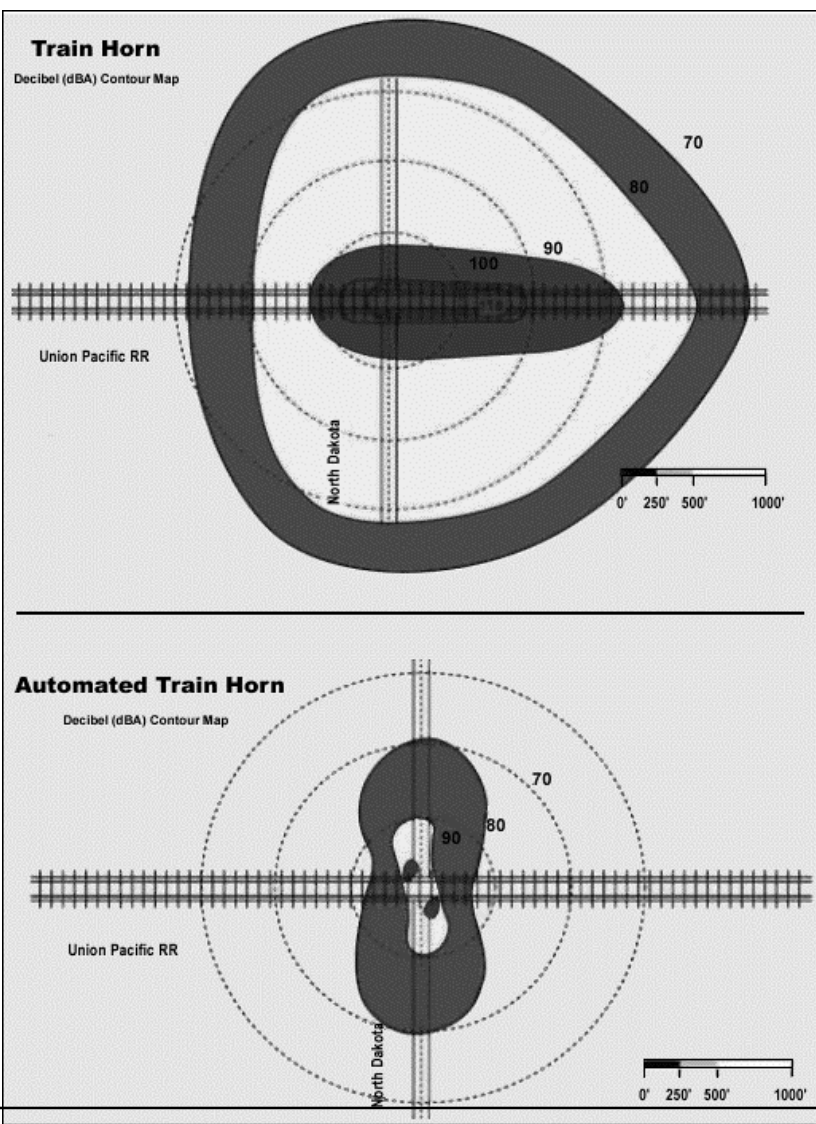 Train Horn
Decibel (dBA) Contour Map
70
80
90
100
Union Pacific RR
North Dakota
0' 250' 500' 1000'
Automated Train Horn
Decibel (dBA) Contour Map
70
80
90
Union Pacific RR
North Dakota
0' 250' 500' 1000'